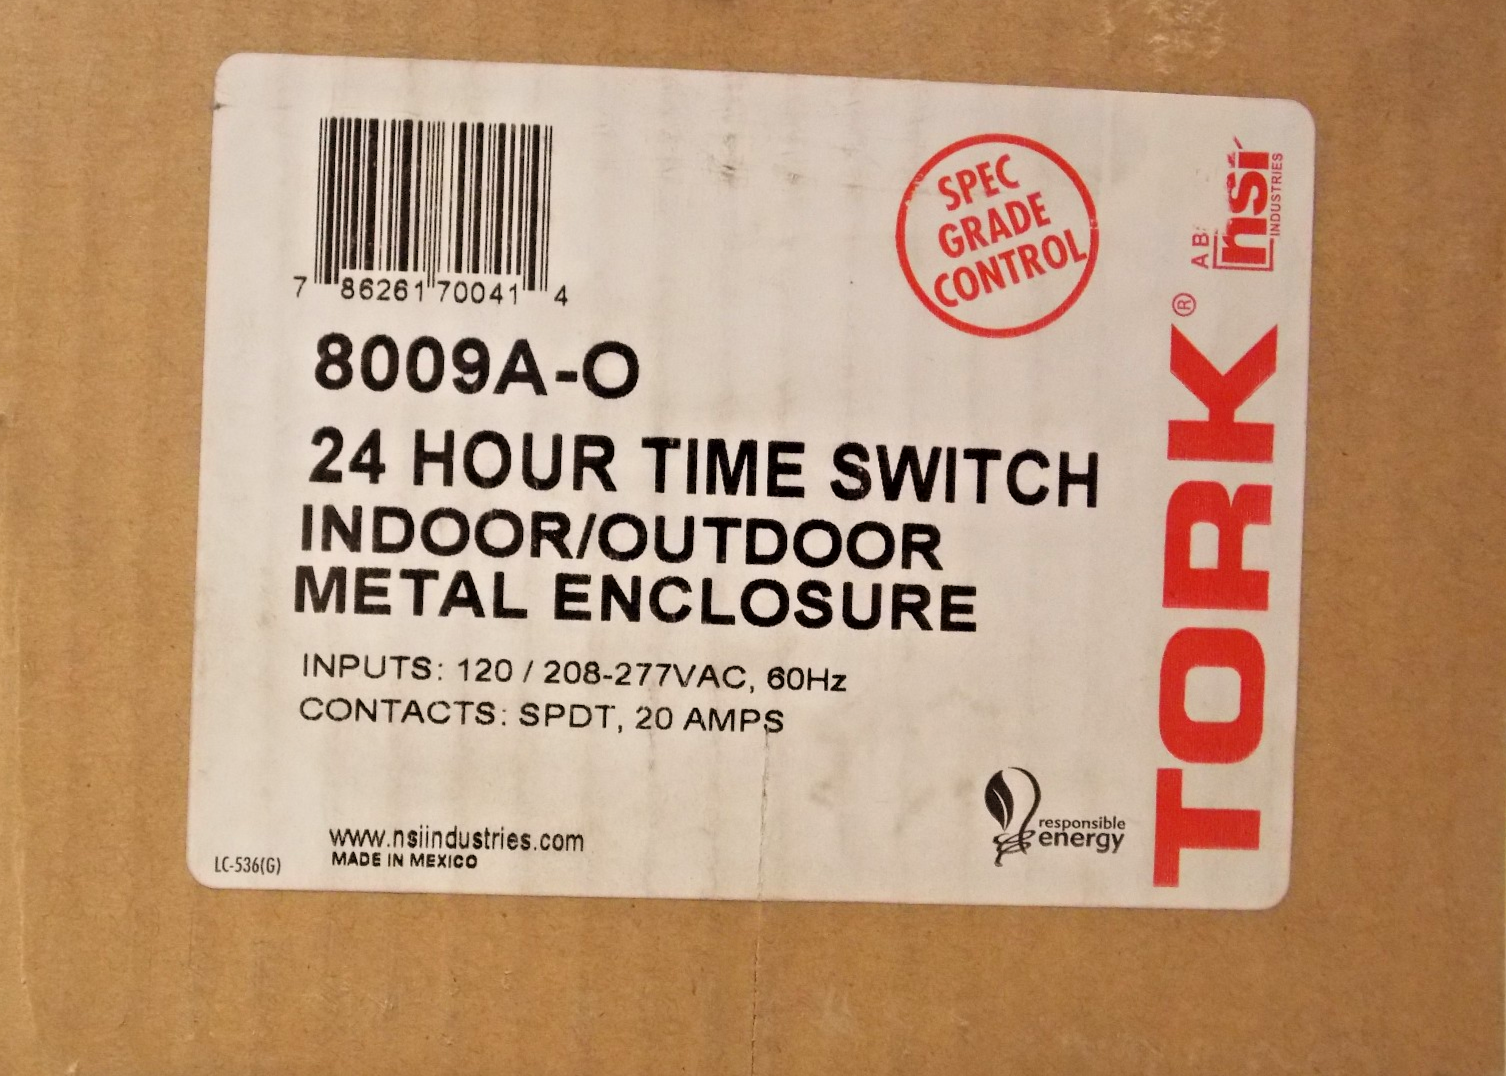 7 86261 70041 4
8009A-O
24 HOUR TIME SWITCH
INDOOR/OUTDOOR
METAL ENCLOSURE
INPUTS: 120 / 208-277VAC, 60Hz
CONTACTS: SPDT, 20 AMPS
www.nsiindustries.com
MADE IN MEXICO
LC-536(G)
SPEC
GRADE
CONTROL
responsible
energy
TORK®
nsi
INDUSTRIES